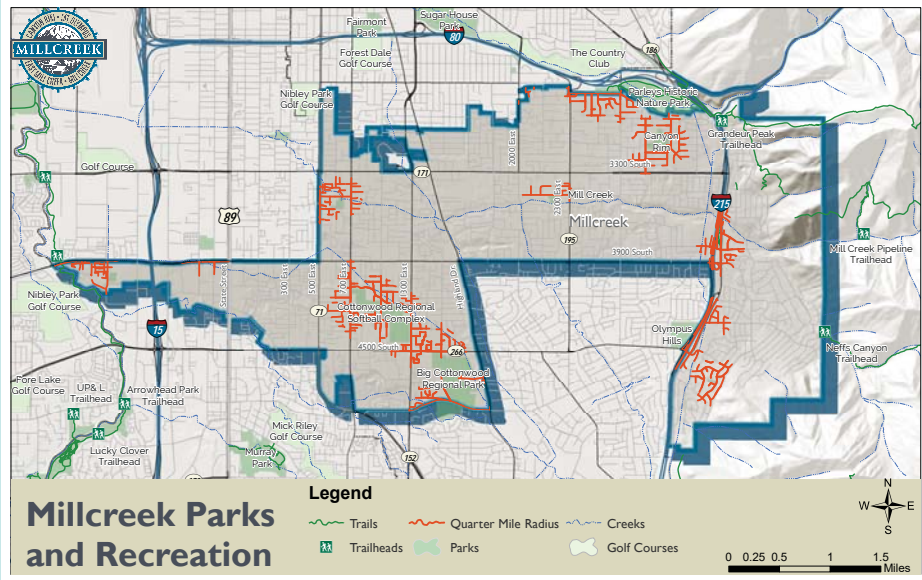 CANYON RIM • MT. OLYMPUS
MILLCREEK
EAST MILL CREEK • MILLCREEK
Fairmont
Park
Sugar House
Park
80
186
Forest Dale
Golf Course
The Country
Club
Nibley Park
Golf Course
Parleys Historic
Nature Park
2000 East
Canyon
Rim
Grandeur Peak
Trailhead
Golf Course
3300 South
171
Mill Creek
2300 East
215
89
Millcreek
195
Mill Creek Pipeline
Trailhead
3900 South
State Street
300 East
500 East
700 East
1300 East
Highland Dr
Nibley Park
Golf Course
Cottonwood Regional
Softball Complex
71
15
Olympus
Hills
4500 South
266
Neffs Canyon
Trailhead
Big Cottonwood
Regional Park
Fore Lake
Golf Course
UP& L
Trailhead
Arrowhead Park
Trailhead
Mick Riley
Golf Course
Lucky Clover
Trailhead
Murray
Park
152
Millcreek Parks
and Recreation
Legend
Trails
Quarter Mile Radius
Creeks
Trailheads
Parks
Golf Courses
N
W E
S
0 0.25 0.5 1 1.5
Miles